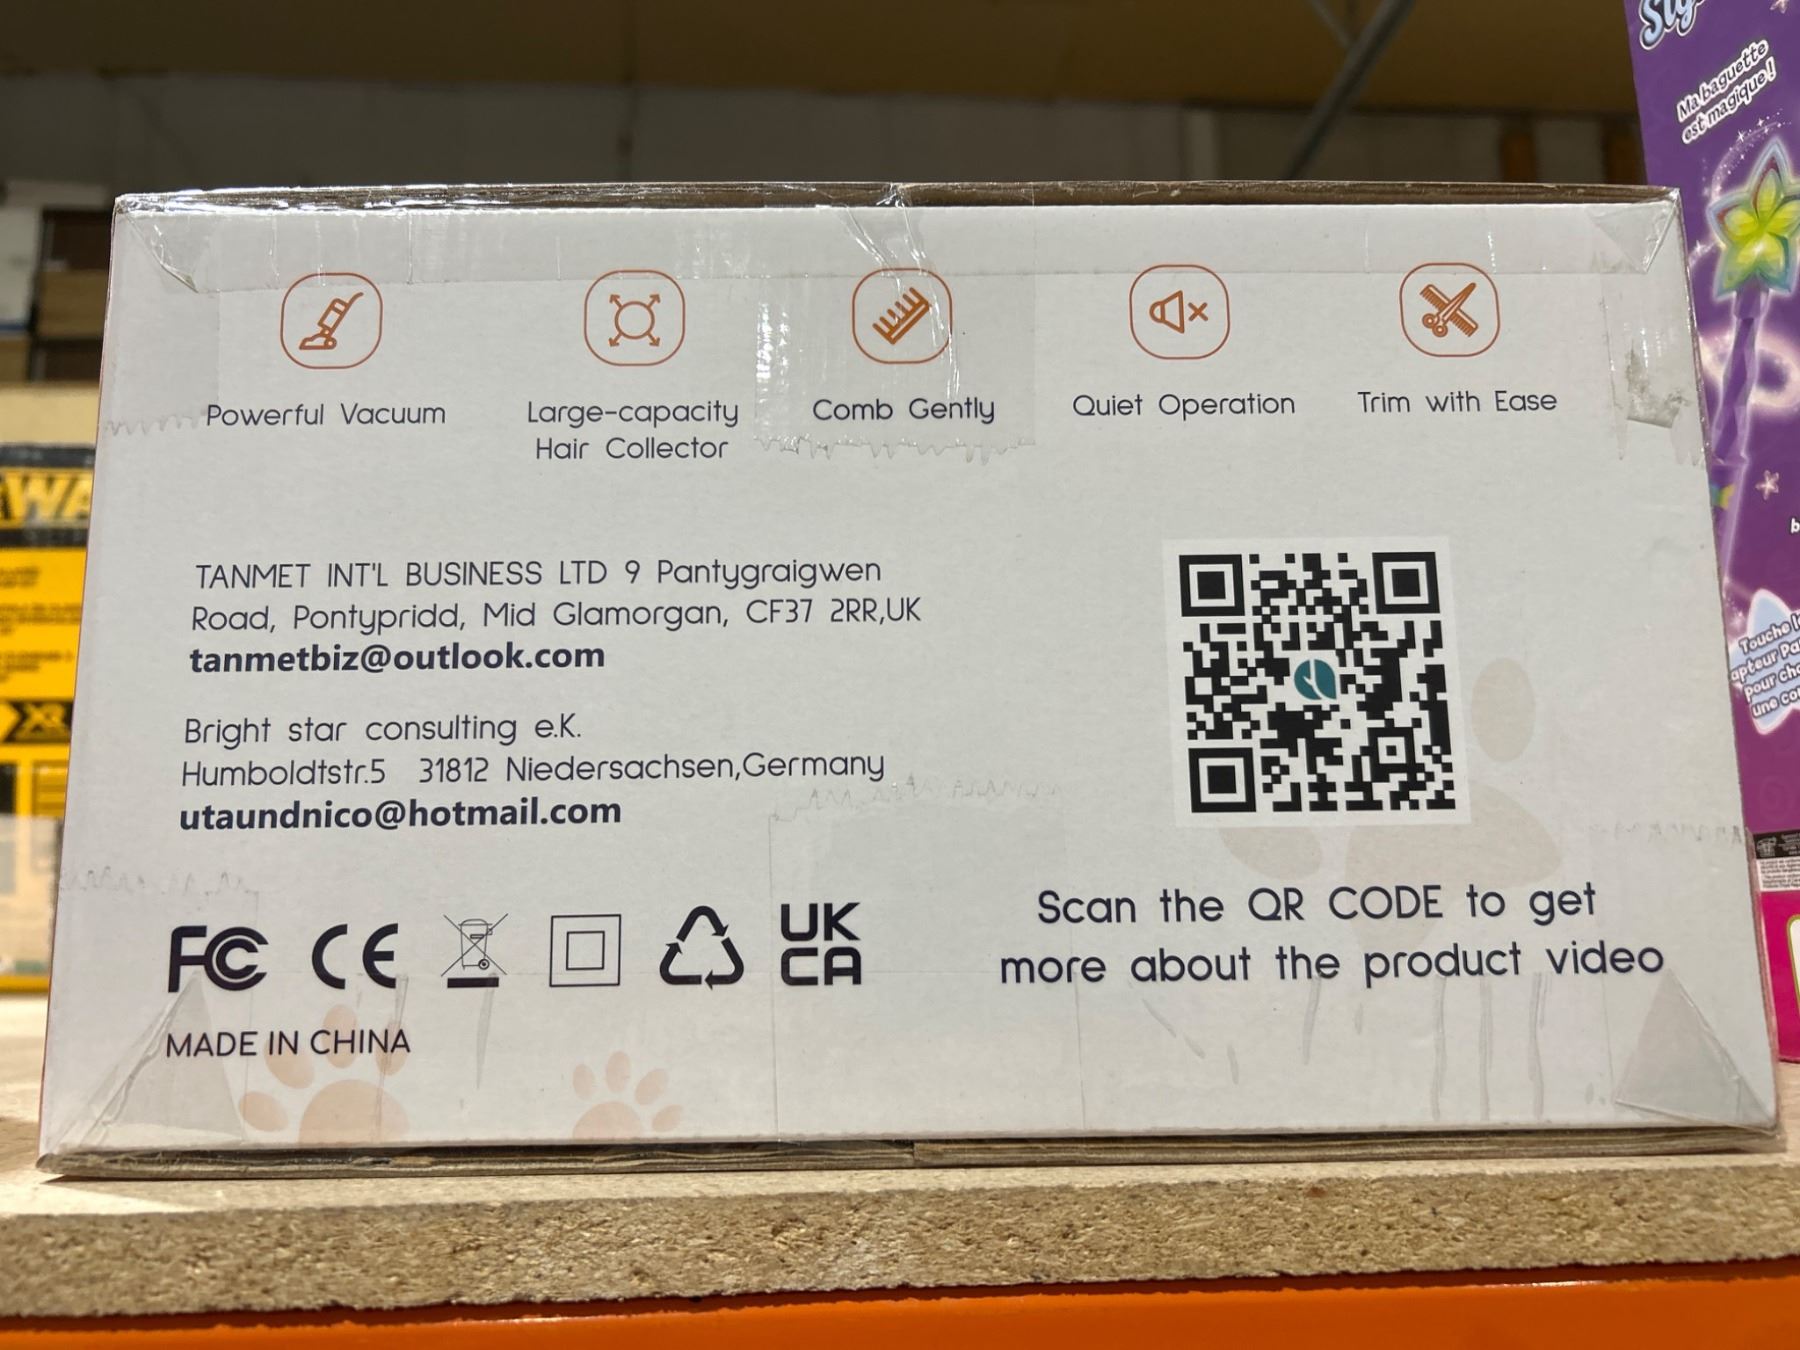 Powerful Vacuum
Large-capacity
Hair Collector
Comb Gently
Quiet Operation
Trim with Ease
TANMET INT'L BUSINESS LTD 9 Pantygraigwen
Road, Pontypridd, Mid Glamorgan, CF37 2RR,UK
tanmetbiz@outlook.com
Bright star consulting e.K.
Humboldtstr.5 31812 Niedersachsen,Germany
utaundnico@hotmail.com
FC CE UK
CA
MADE IN CHINA
Scan the QR CODE to get
more about the product video
Ma baguette
est magique !
Touche
pour
une